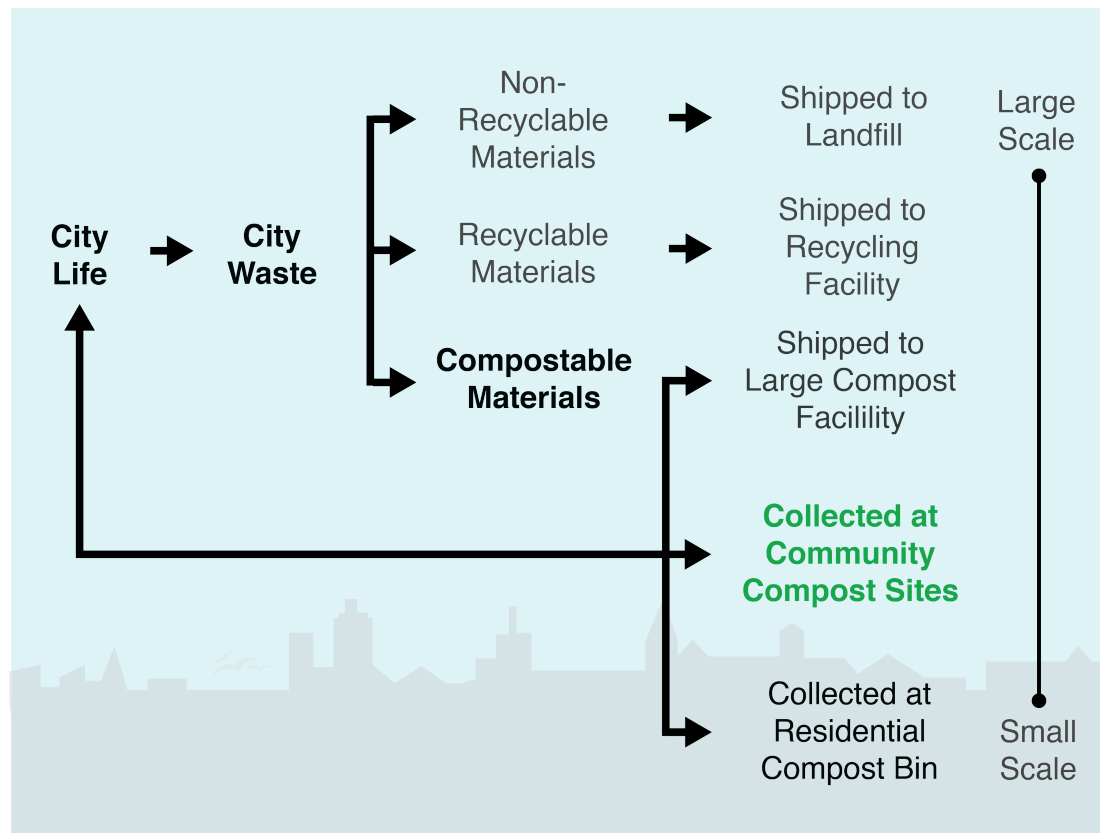 City
Life
City
Waste
Non-
Recyclable
Materials
Shipped to
Landfill
Recyclable
Materials
Shipped to
Recycling
Facility
Compostable
Materials
Shipped to
Large Compost
Facilility
Collected at
Community
Compost Sites
Collected at
Residential
Compost Bin
Large
Scale
Small
Scale